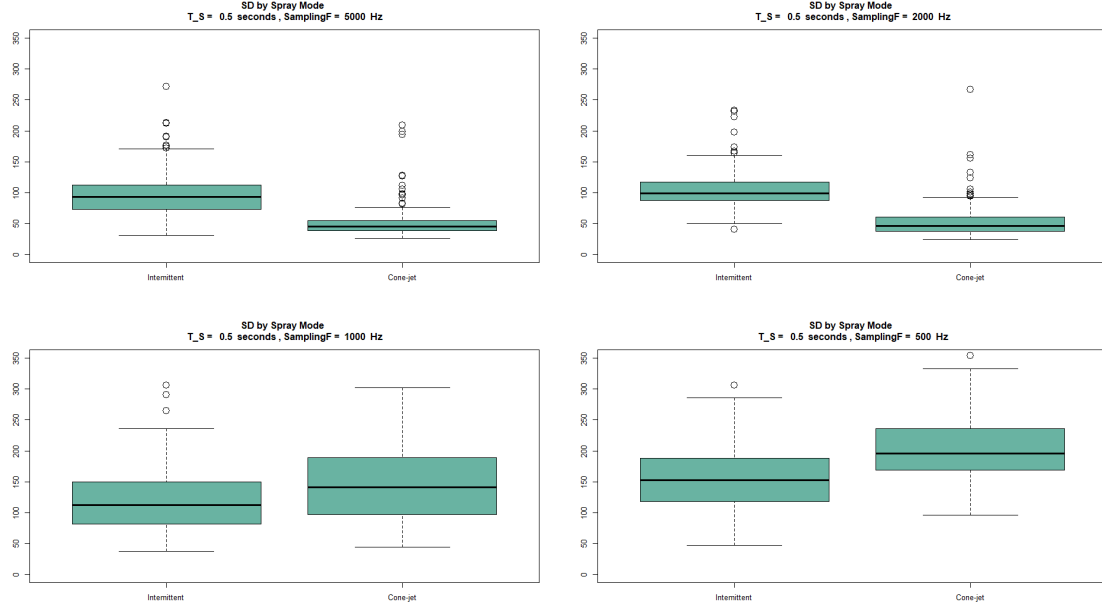 SD by Spray Mode
T_S = 0.5 seconds , SamplingF = 5000 Hz
350
300
250
200
150
100
50
0
Intemittent
Cone-jet
SD by Spray Mode
T_S = 0.5 seconds , SamplingF = 2000 Hz
350
300
250
200
150
100
50
0
Intemittent
Cone-jet
SD by Spray Mode
T_S = 0.5 seconds , SamplingF = 1000 Hz
350
300
250
200
150
100
50
0
Intemittent
Cone-jet
SD by Spray Mode
T_S = 0.5 seconds , SamplingF = 500 Hz
350
300
250
200
150
100
50
0
Intemittent
Cone-jet